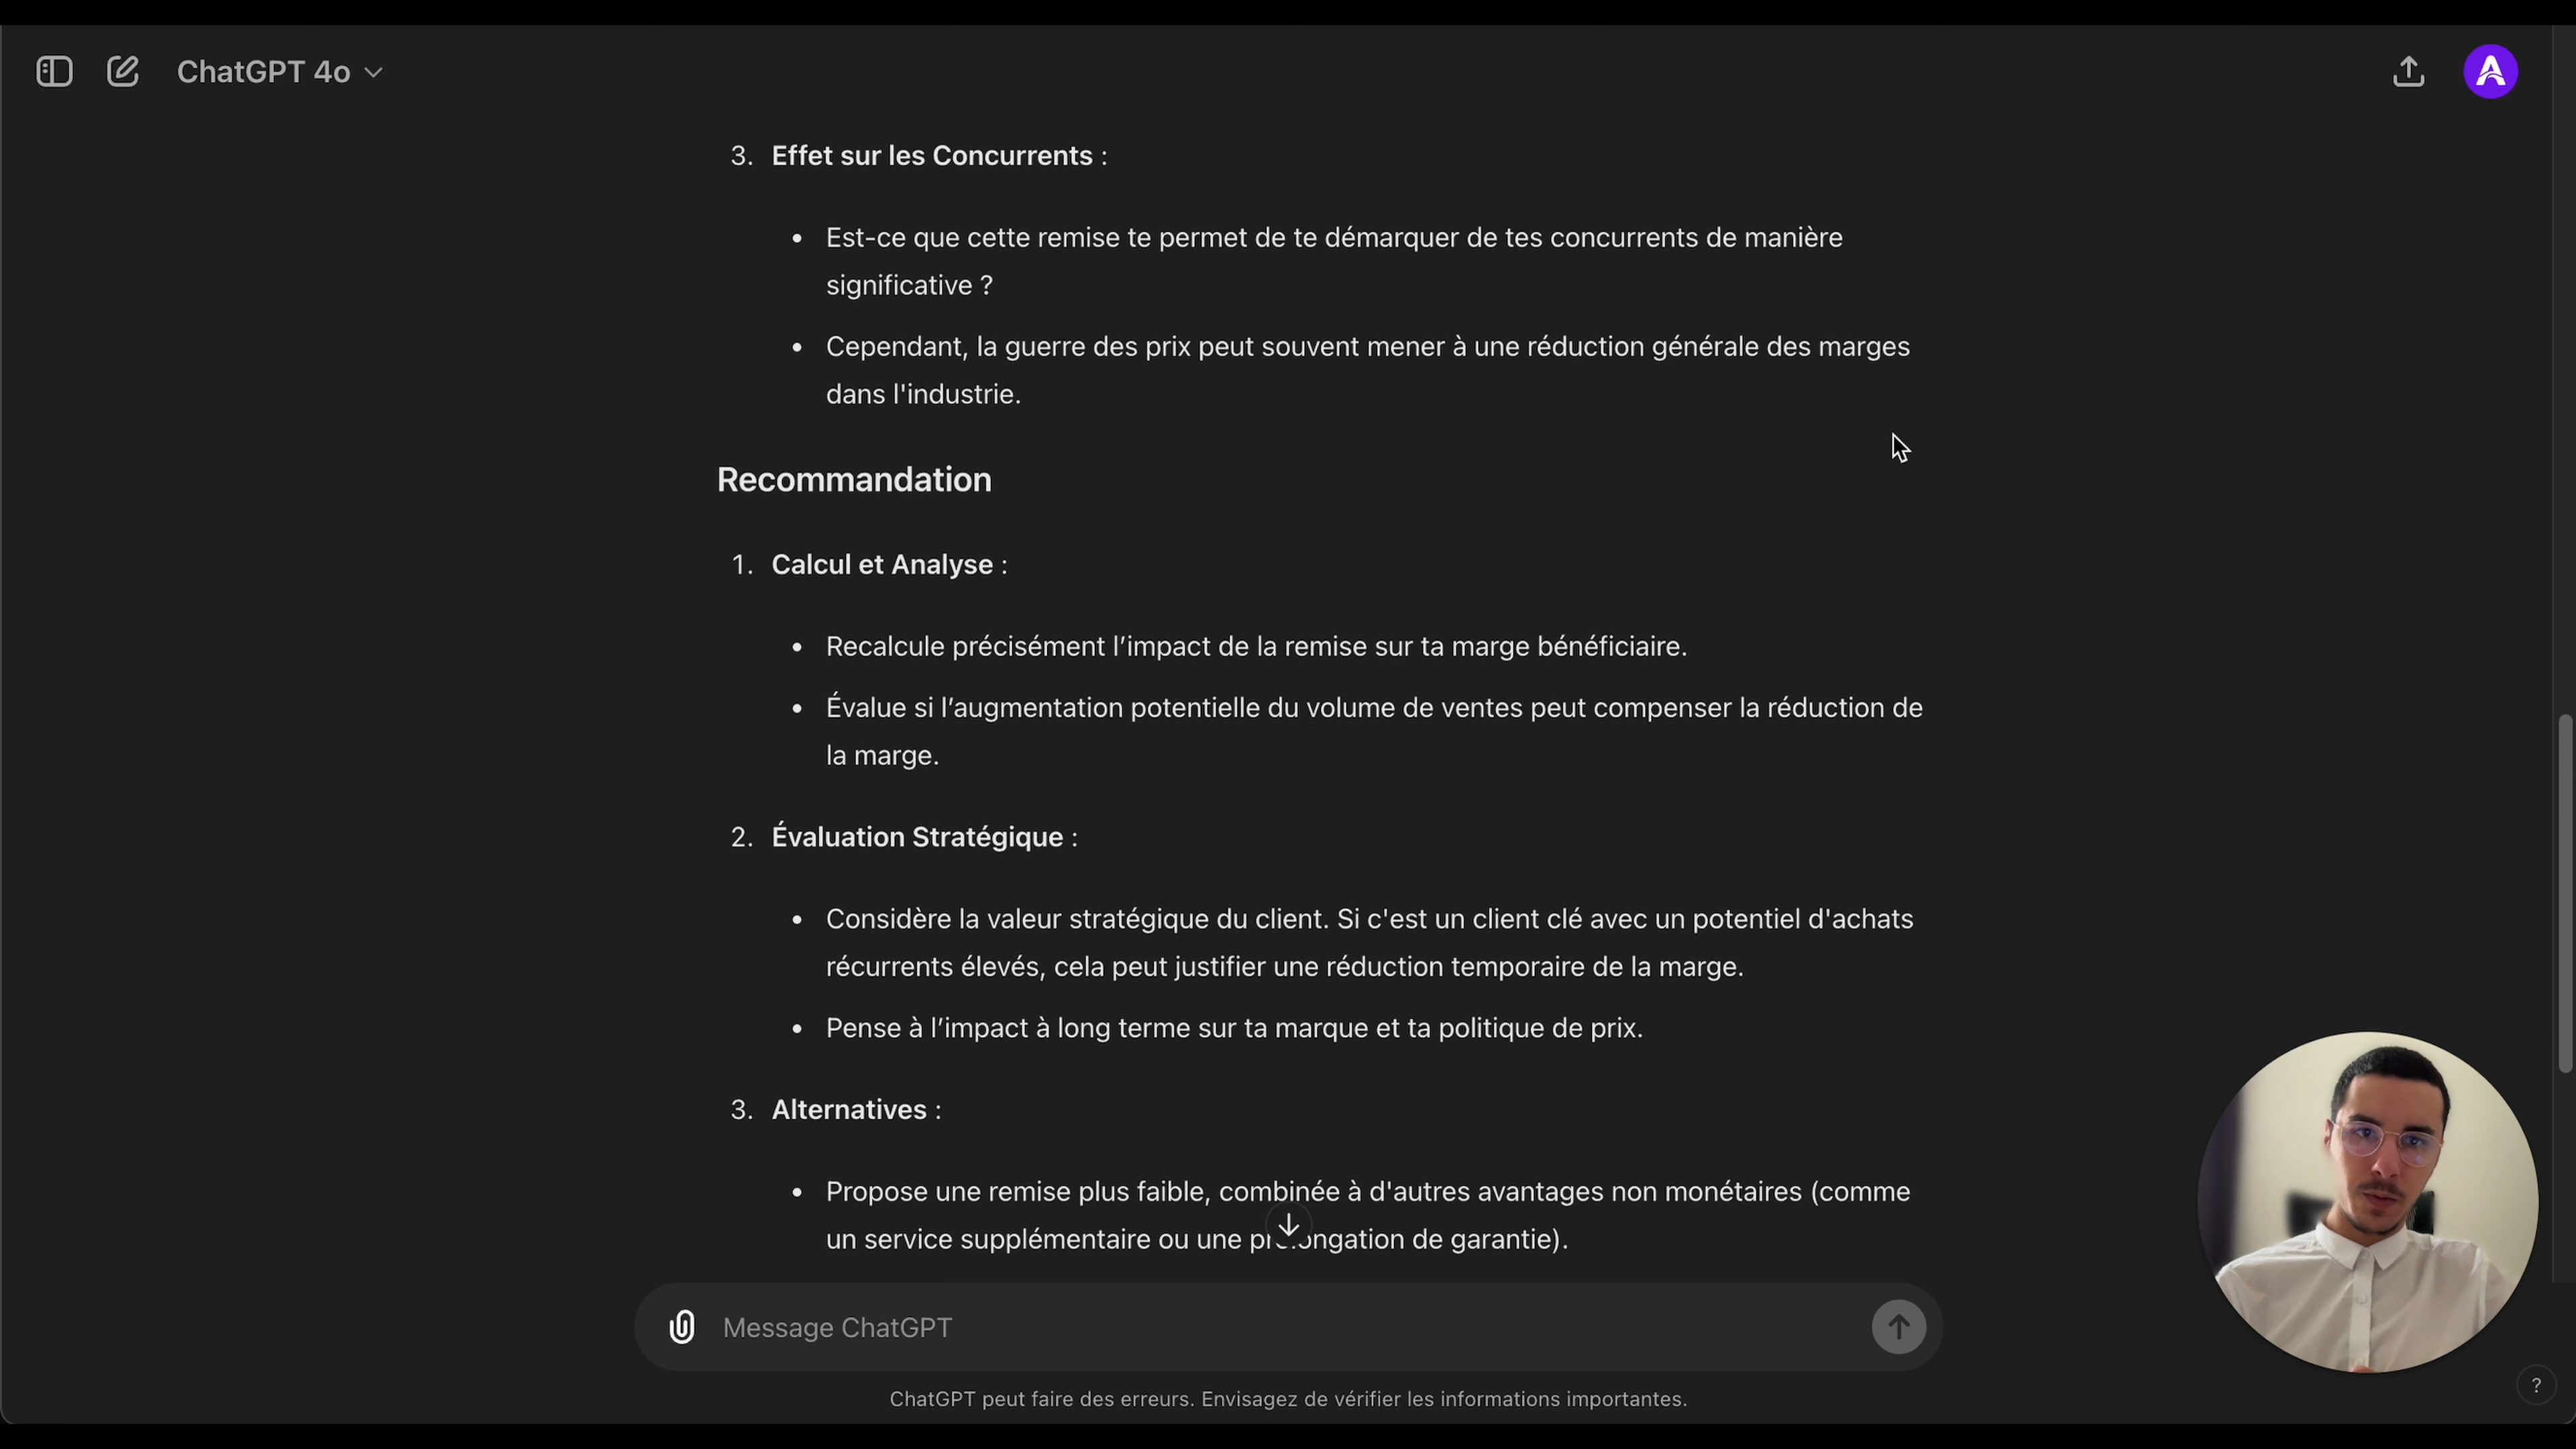 ChatGPT 4o
3. Effet sur les Concurrents :
• Est-ce que cette remise te permet de te démarquer de tes concurrents de manière
significative ?
• Cependant, la guerre des prix peut souvent mener à une réduction générale des marges
dans l'industrie.
Recommandation
1. Calcul et Analyse :
• Recalcule précisément l’impact de la remise sur ta marge bénéficiaire.
• Évalue si l’augmentation potentielle du volume de ventes peut compenser la réduction de
la marge.
2. Évaluation Stratégique :
• Considère la valeur stratégique du client. Si c'est un client clé avec un potentiel d'achats
récurrents élevés, cela peut justifier une réduction temporaire de la marge.
• Pense à l’impact à long terme sur ta marque et ta politique de prix.
3. Alternatives :
• Propose une remise plus faible, combinée à d'autres avantages non monétaires (comme
un service supplémentaire ou une prolongation de garantie).
Message ChatGPT
ChatGPT peut faire des erreurs. Envisagez de vérifier les informations importantes.
?